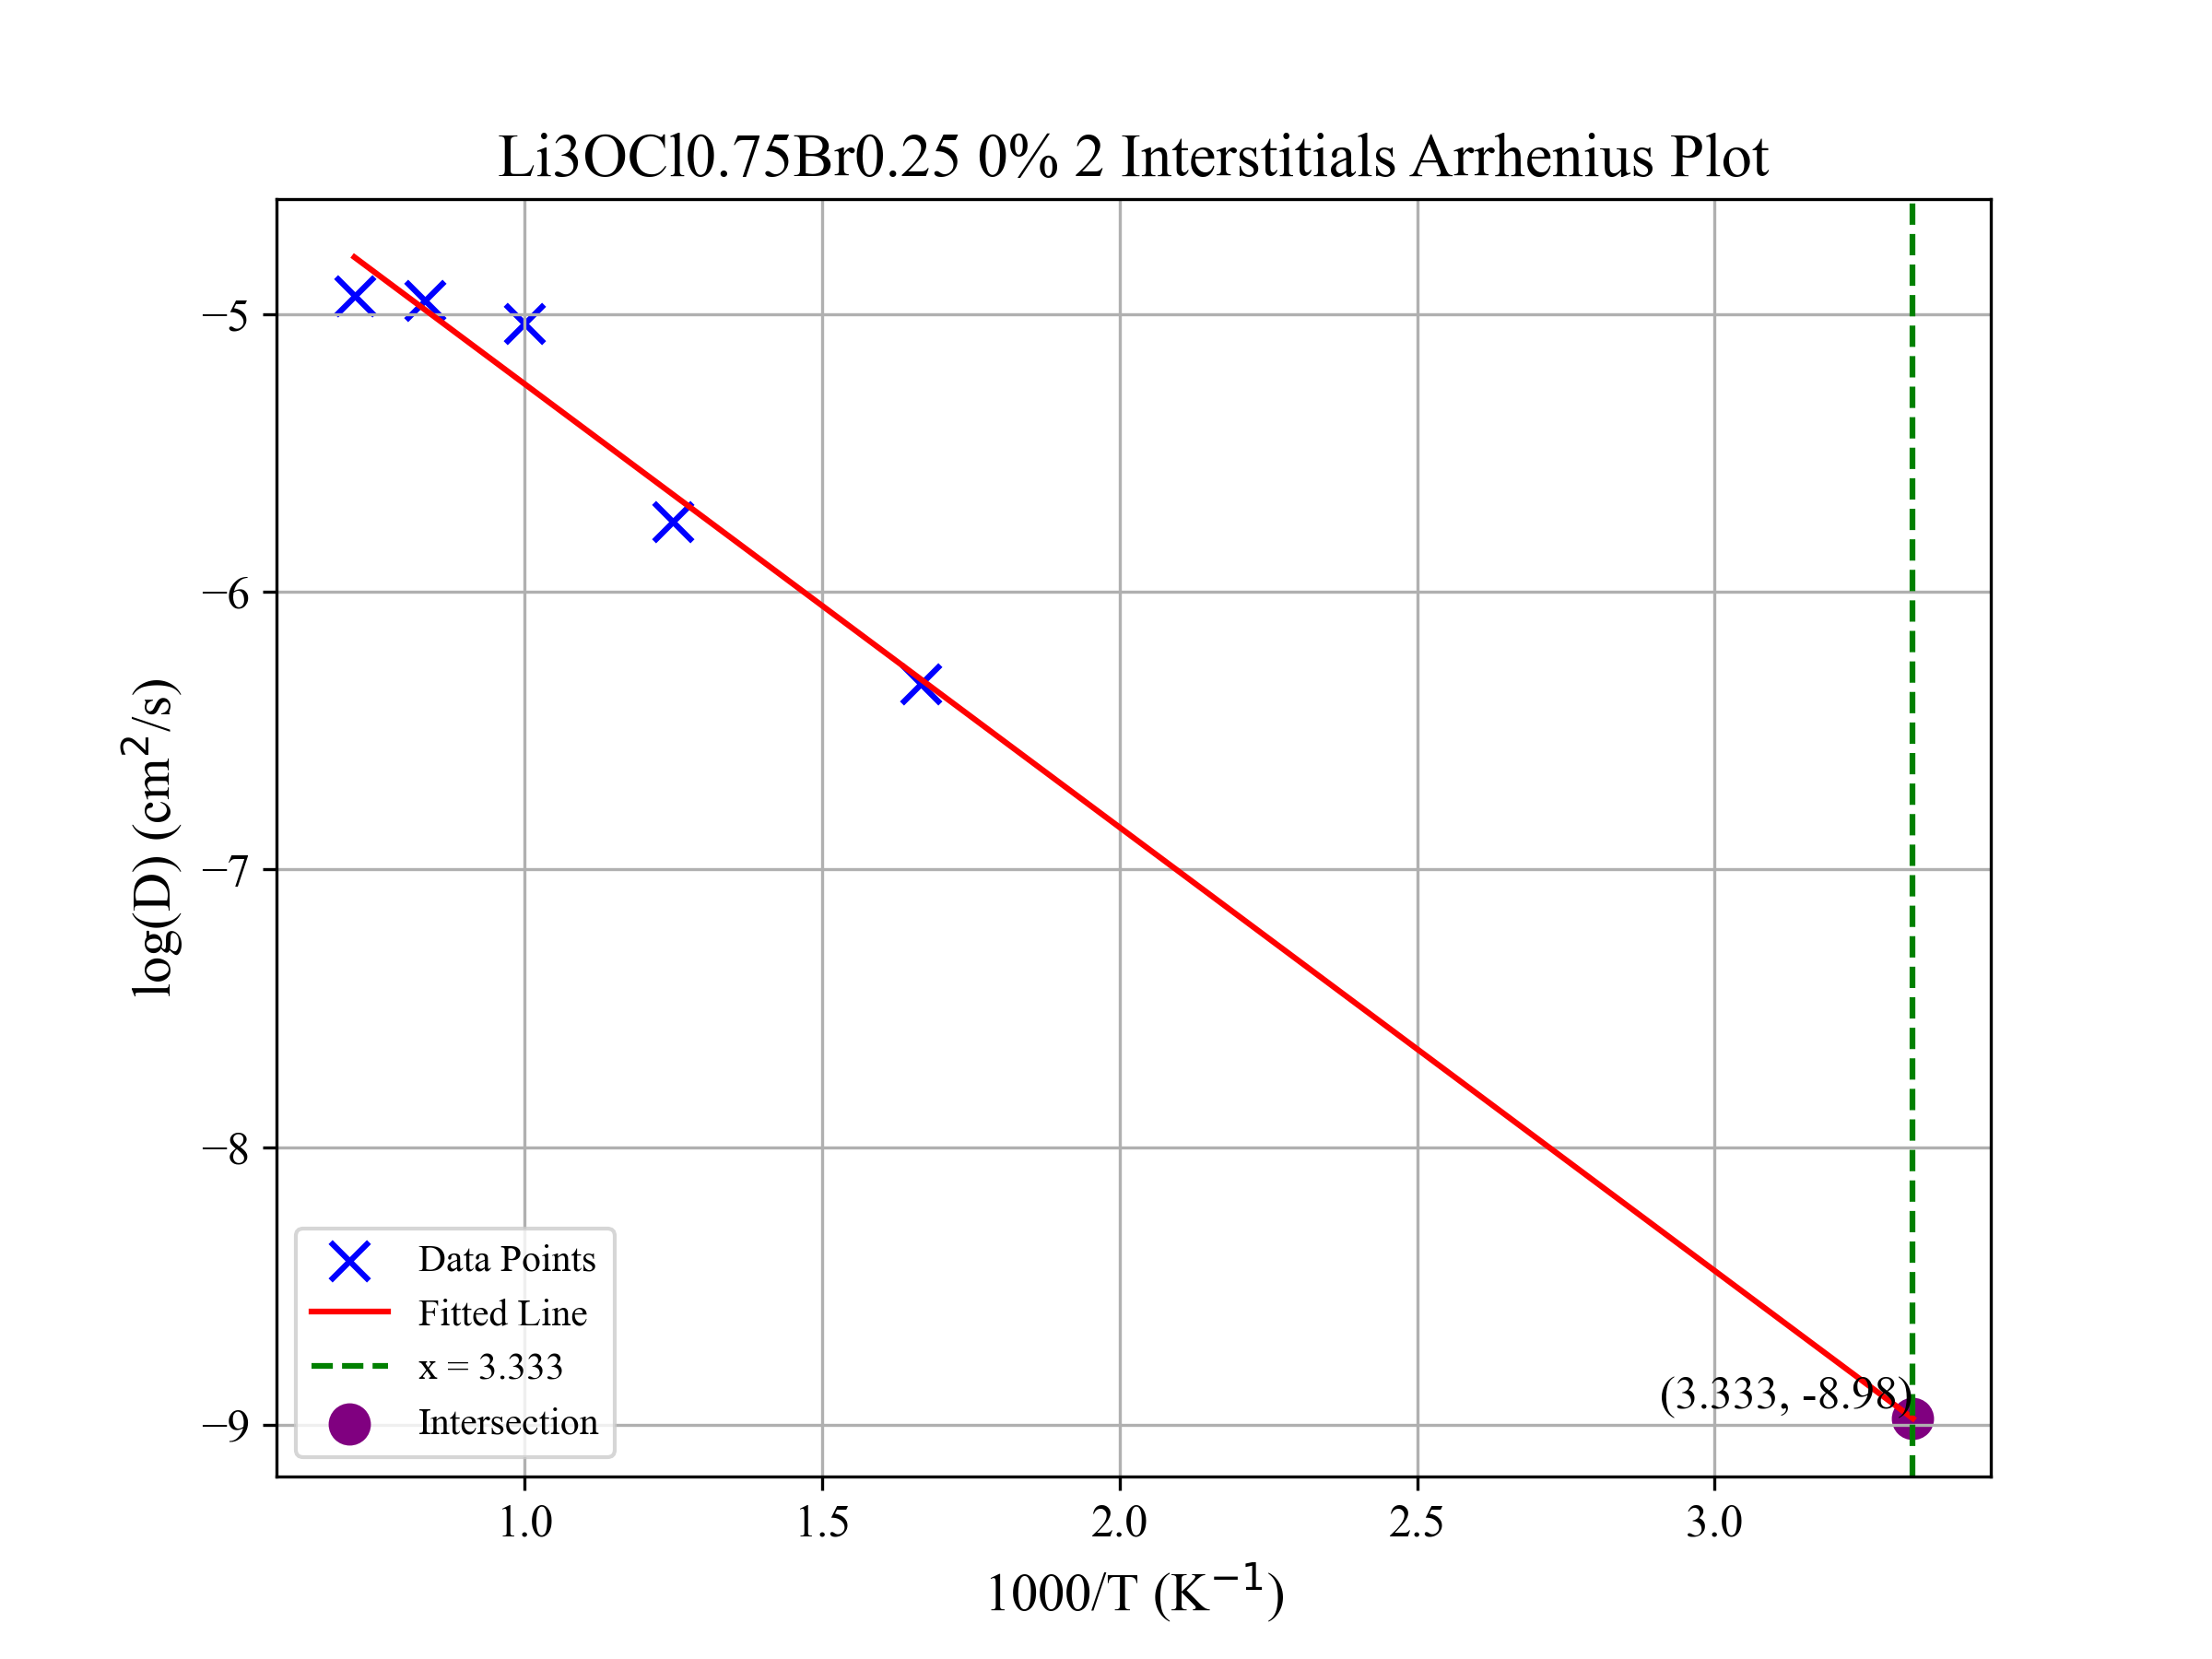 Li3OCl0.75Br0.25 0% 2 Interstitials Arrhenius Plot
log(D) (cm²/s)
−5
−6
−7
−8
−9
Data Points
Fitted Line
x = 3.333
Intersection
(3.333, -8.98)
1.0 1.5 2.0 2.5 3.0
1000/T (K⁻¹)